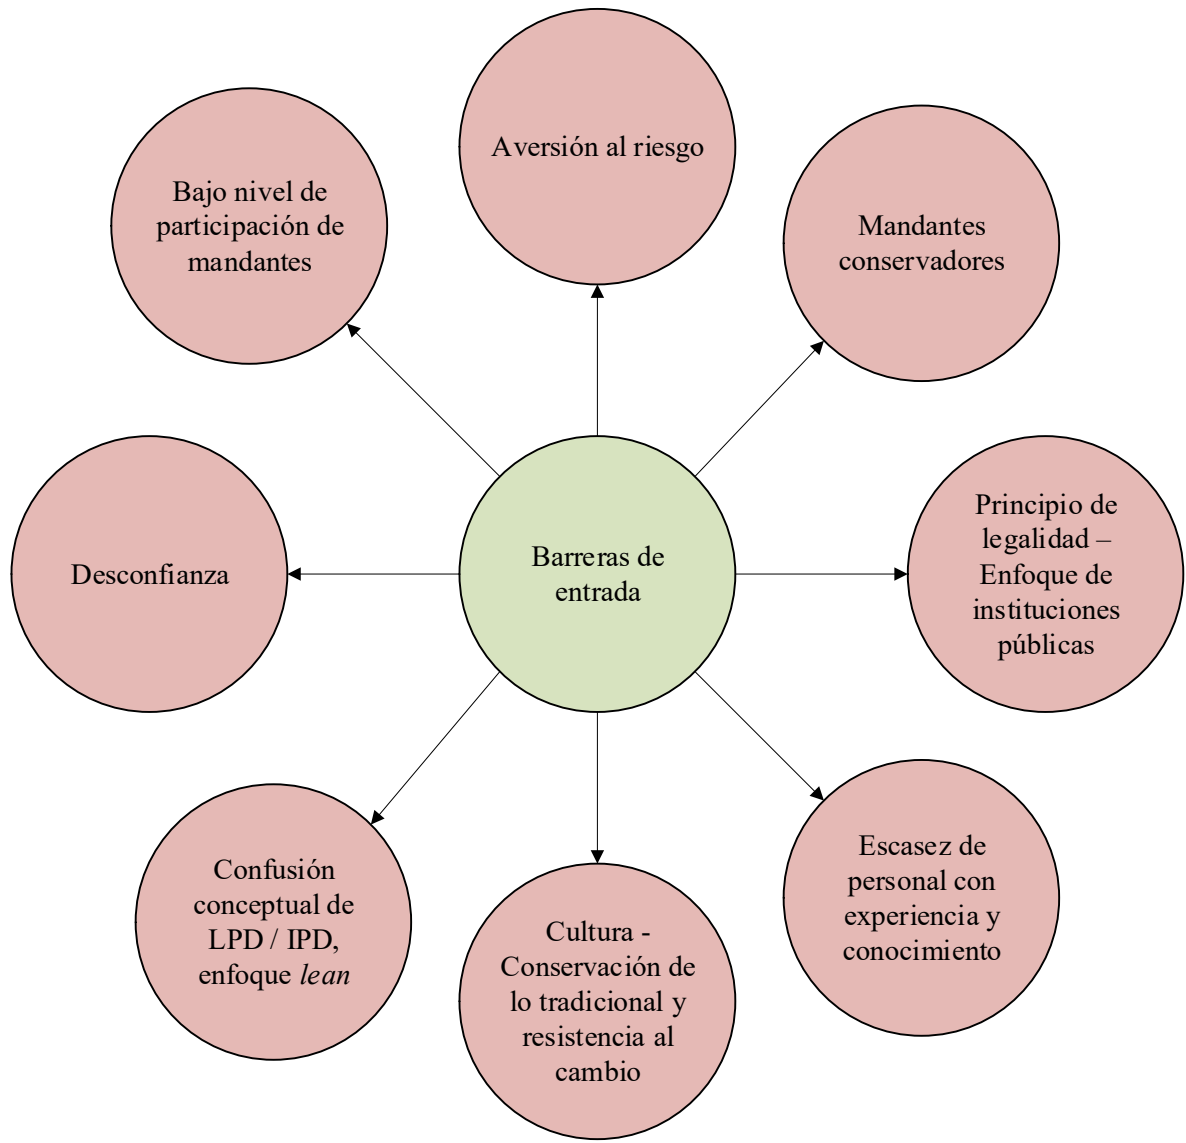 Aversión al riesgo
Bajo nivel de
participación de
mandantes
Mandantes
conservadores
Principio de
legalidad –
Enfoque de
instituciones
públicas
Desconfianza
Barreras de
entrada
Escasez de
personal con
experiencia y
conocimiento
Confusión
conceptual de
LPD / IPD,
enfoque lean
Cultura -
Conservación de
lo tradicional y
resistencia al
cambio